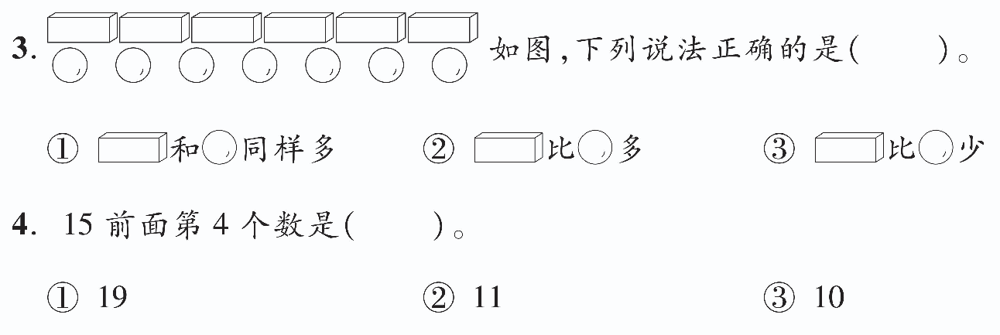 3. 如图,下列说法正确的是(    )。
① 和 同样多 ② 比 多 ③ 比 少
4. 15 前面第 4 个数是(    )。
① 19 ② 11 ③ 10